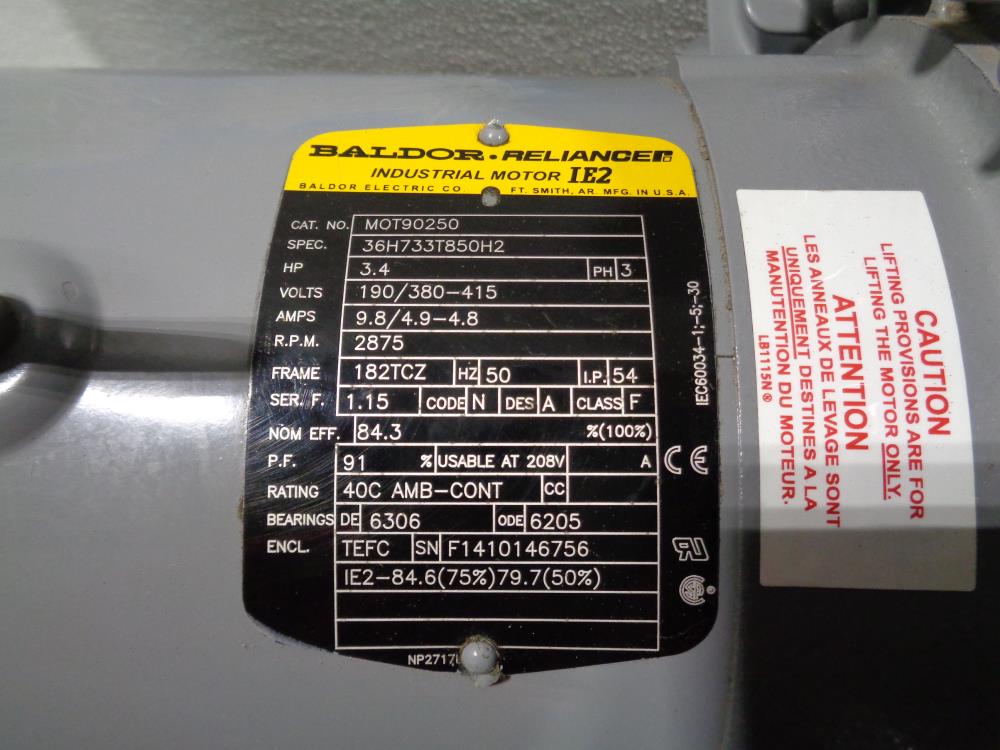 BALDOR • RELIANCER
INDUSTRIAL MOTOR IE2
BALDOR ELECTRIC CO. FT. SMITH, AR. MFG. IN U.S.A.
CAT. NO. MOT90250
SPEC. 36H733T850H2
HP 3.4 PH 3
VOLTS 190/380-415
AMPS 9.8/4.9-4.8
R.P.M. 2875
FRAME 182TCZ HZ 50 I.P. 54
SER. F. 1.15 CODE N DES A CLASS F
NOM EFF. 84.3 %(100%)
P.F. 91 % USABLE AT 208V A
RATING 40C AMB-CONT CC
BEARINGS DE 6306 ODE 6205
ENCL. TEFC SN F1410146756
IE2-84.6(75%)79.7(50%)
NP2717
IEC60034-1;-5;-30
CE
CAUTION
LIFTING PROVISIONS ARE FOR
LIFTING THE MOTOR ONLY.
ATTENTION
LES ANNEAUX DE LEVAGE SONT
UNIQUEMENT DESTINES A LA
MANUTENTION DU MOTEUR.
LB1115N®